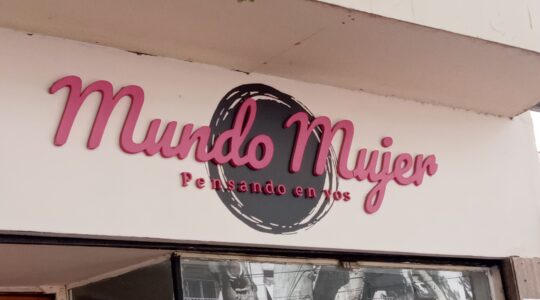 Mundo Mujer
Pensando en vos